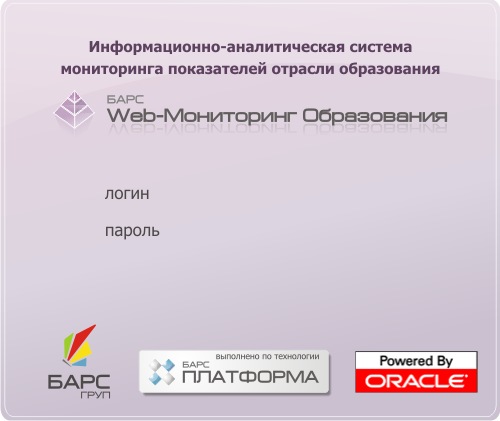 Информационно-аналитическая система
мониторинга показателей отрасли образования
БАРС
Web-Мониторинг Образования
логин
пароль
БАРС
ГРУП
выполнено по технологии
БАРС
ПЛАТФОРМА
Powered By
ORACLE